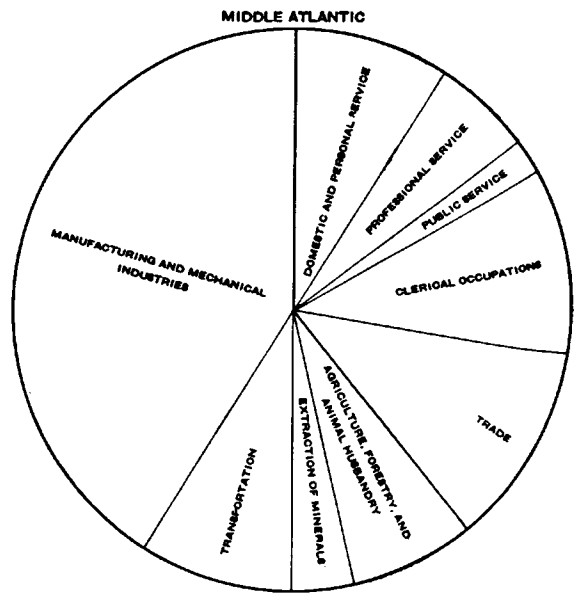 MIDDLE ATLANTIC
DOMESTIC AND PERSONAL SERVICE
PROFESSIONAL SERVICE
PUBLIC SERVICE
CLERICAL OCCUPATIONS
TRADE
AGRICULTURE, FORESTRY, AND
ANIMAL HUSBANDRY
EXTRACTION OF MINERALS
TRANSPORTATION
MANUFACTURING AND MECHANICAL
INDUSTRIES